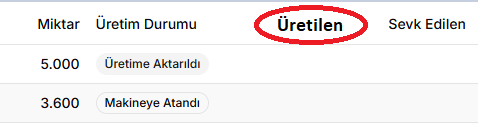 Miktar Üretim Durumu Üretilen Sevk Edilen
5.000 Üretime Aktarıldı
3.600 Makineye Atandı